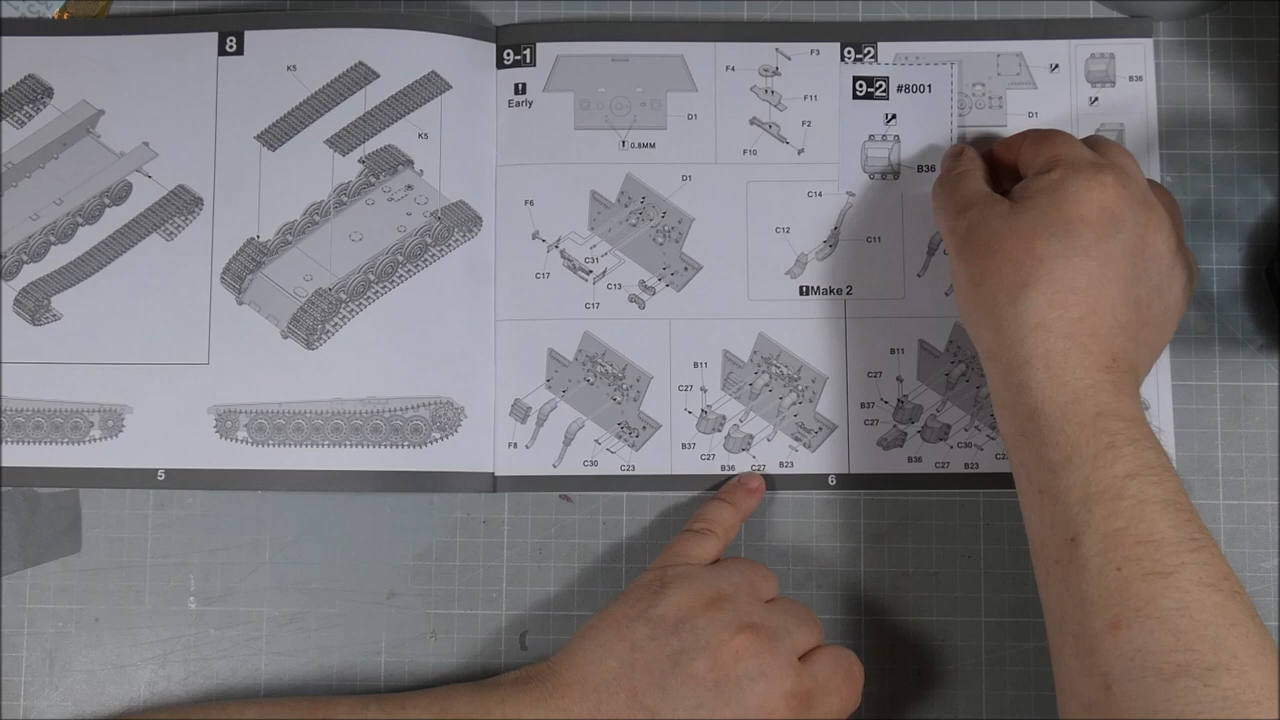 8
K5
K5
5
9-1
Early
D1
0.8MM
F3
F4
F11
F2
F10
9-2
D1
B36
9-2 #8001
B36
D1
F6
C17
C31
C13
C17
C14
C12
C11
Make 2
F8
C30
C23
B11
C27
B37
C27
B36
C27
B23
B11
C27
B37
C27
B36
C27
C30
B23
6